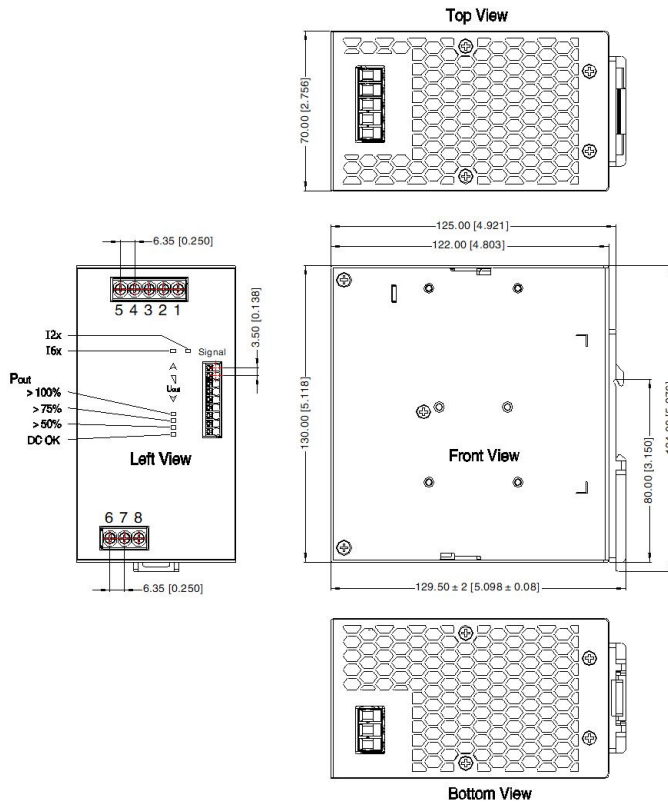 Top View
70.00 [2.756]
125.00 [4.921]
122.00 [4.803]
6.35 [0.250]
5 4 3 2 1
I2x
I6x
Signal
3.50 [0.138]
Pout
Uout
> 100%
> 75%
> 50%
DC OK
Left View
130.00 [5.118]
Front View
80.00 [3.150]
6 7 8
6.35 [0.250]
129.50 ± 2 [5.098 ± 0.08]
Bottom View